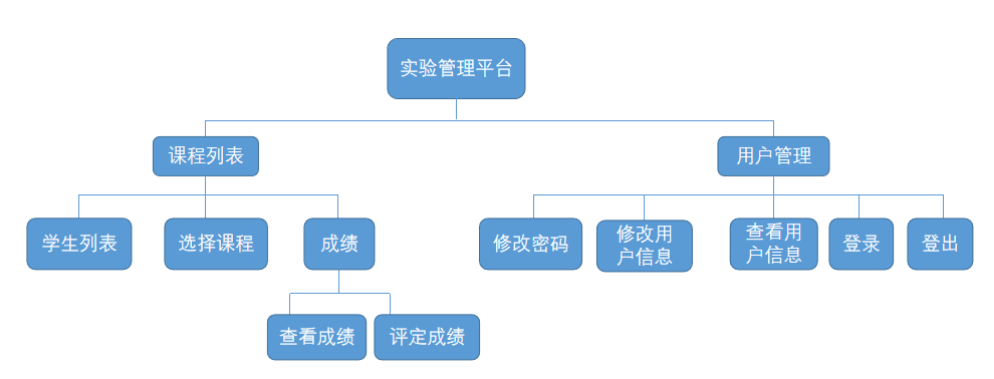 实验管理平台
课程列表
用户管理
学生列表
选择课程
成绩
修改密码
修改用
户信息
查看用
户信息
登录
登出
查看成绩
评定成绩